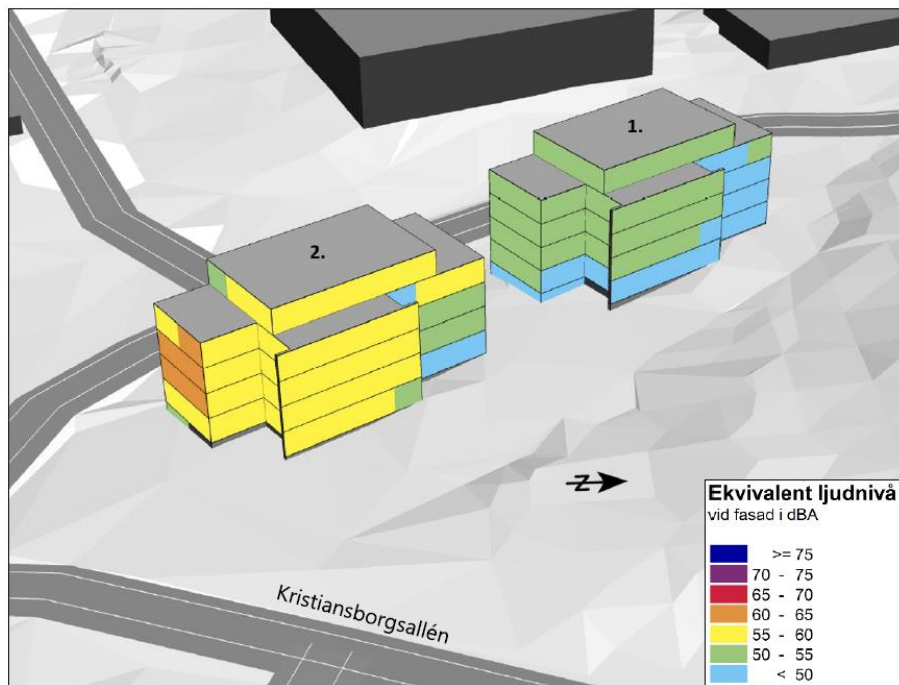 1.
2.
N
Kristiansborgsallén
Ekvivalent ljudnivå
vid fasad i dBA
>= 75
70 - 75
65 - 70
60 - 65
55 - 60
50 - 55
< 50